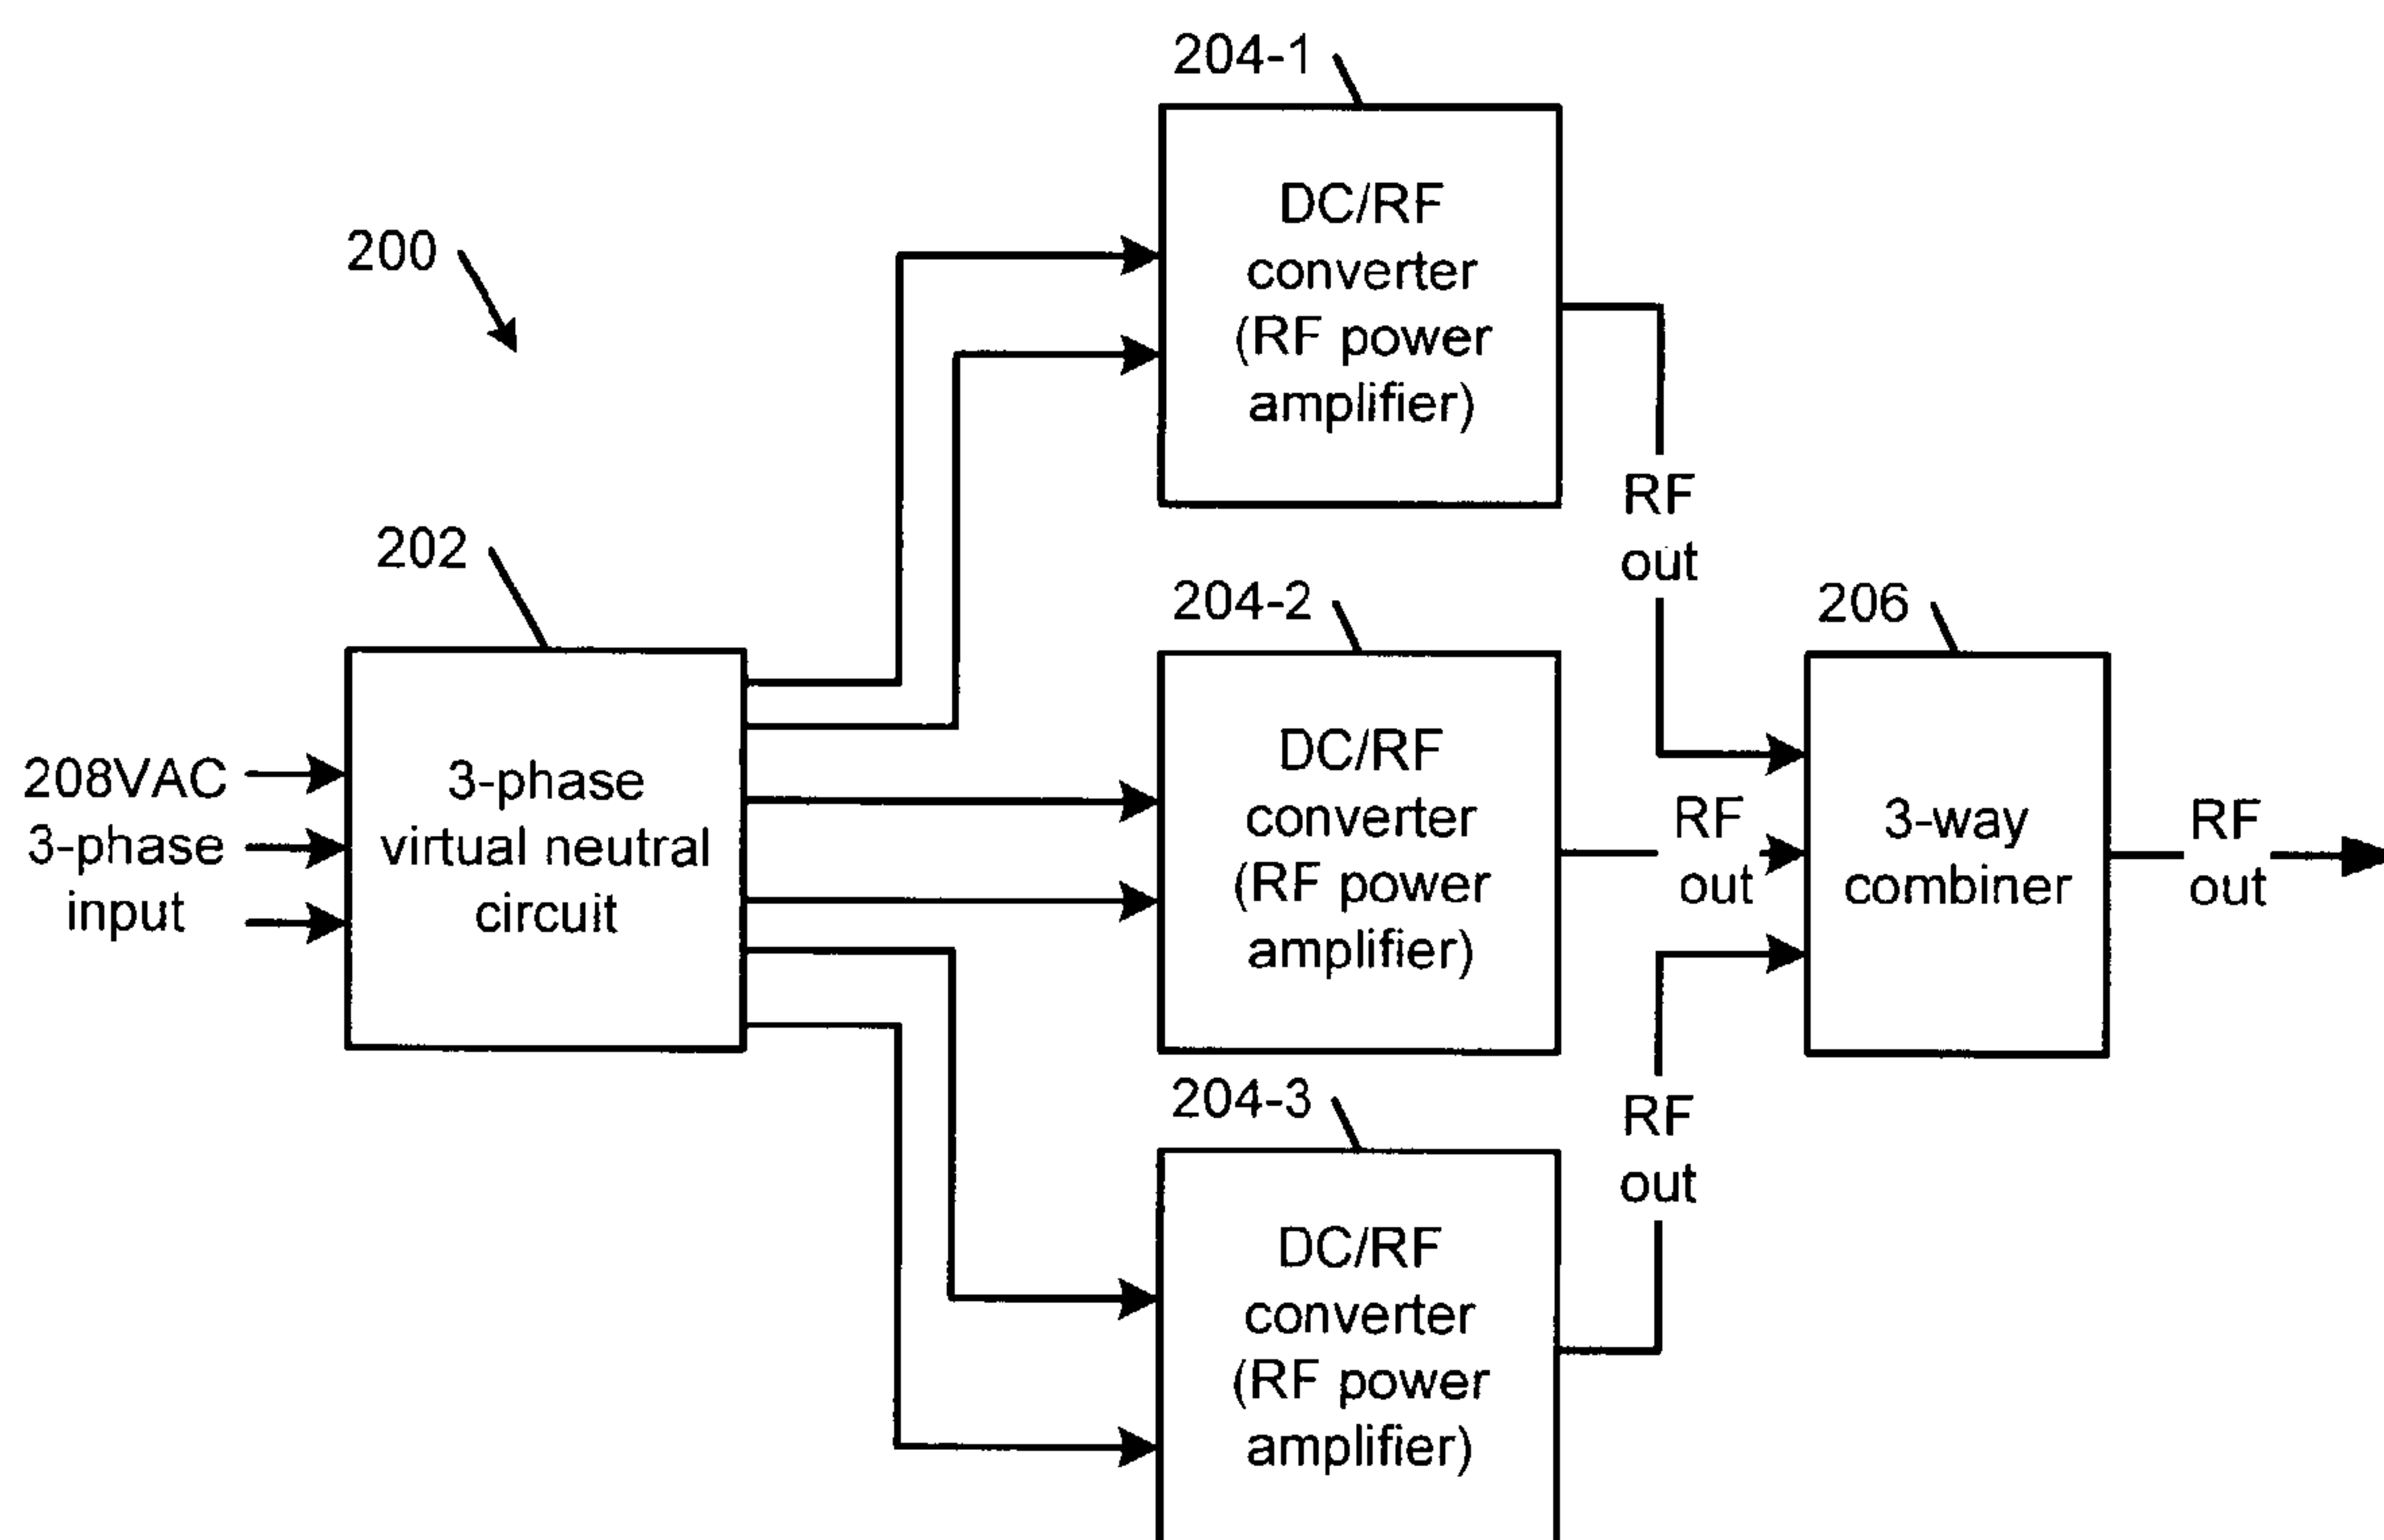 204-1
DC/RF
converter
(RF power
amplifier)
200
RF
out
202
204-2
206
208VAC
3-phase
input
3-phase
virtual neutral
circuit
DC/RF
converter
(RF power
amplifier)
RF
out
3-way
combiner
RF
out
204-3
RF
out
DC/RF
converter
(RF power
amplifier)